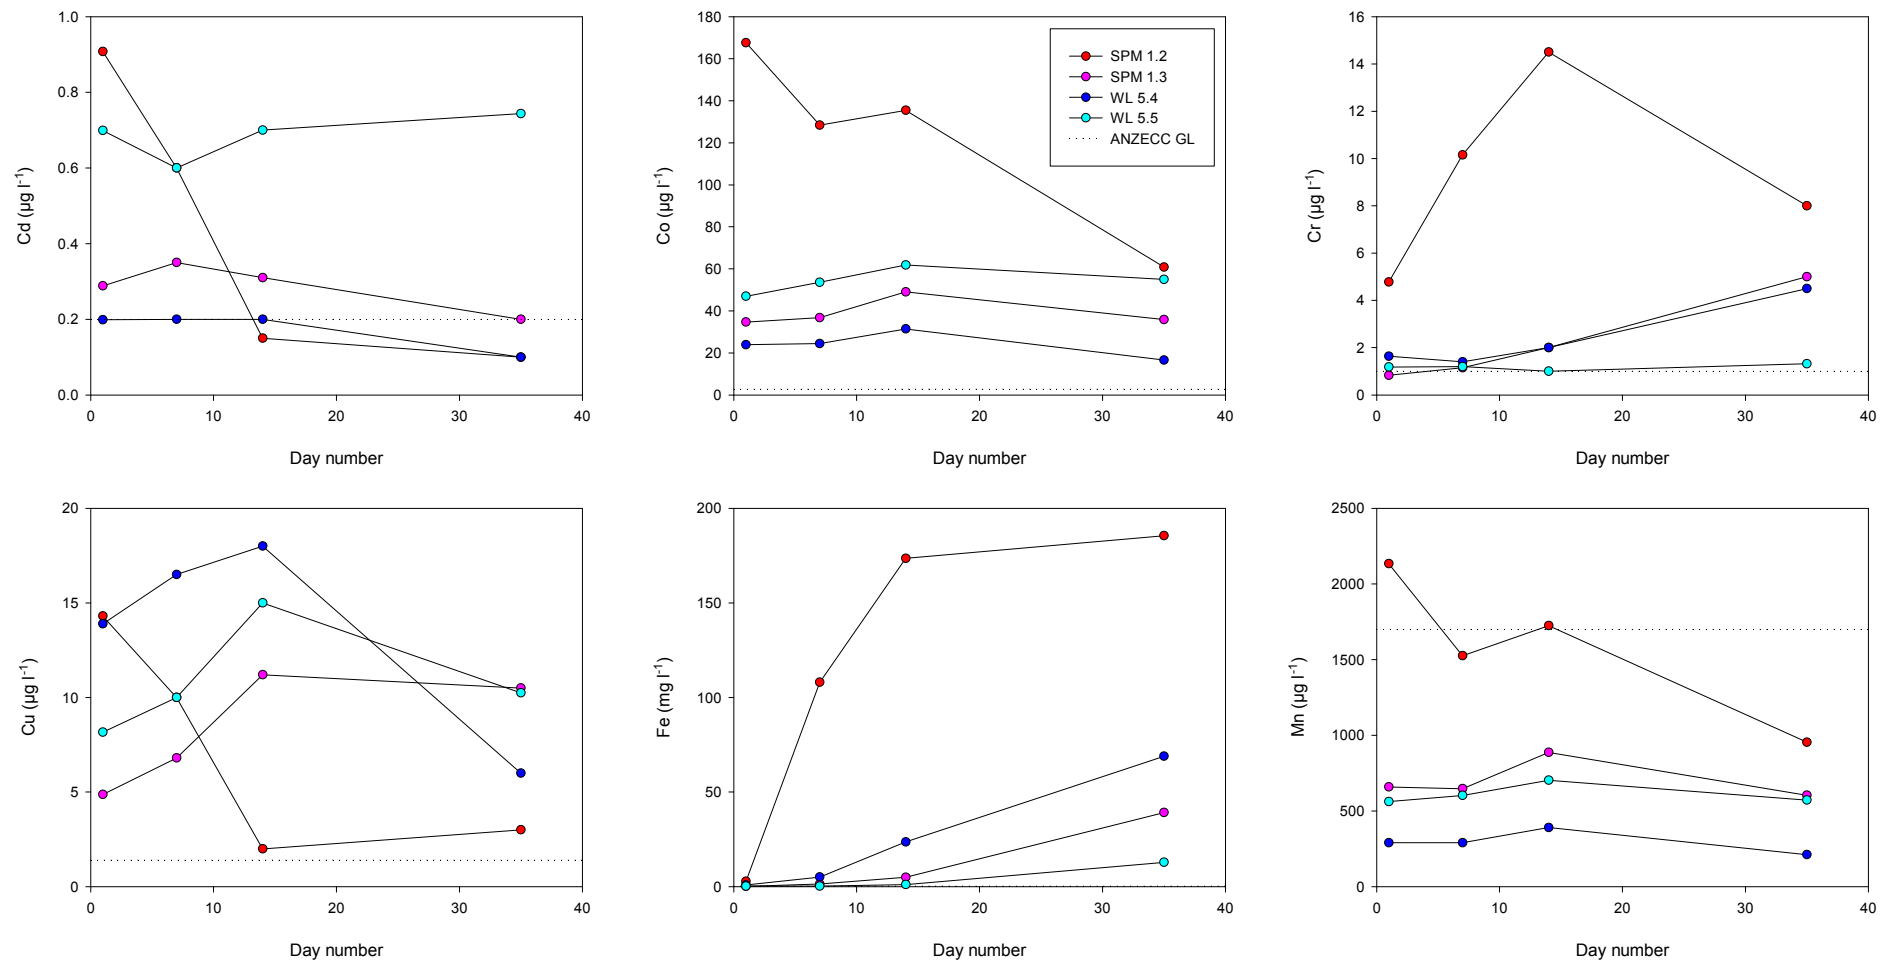 1.0
0.8
0.6
0.4
0.2
0.0
Cd (µg l-1)
0 10 20 30 40
Day number
180
160
140
120
100
80
60
40
20
0
Co (µg l-1)
SPM 1.2
SPM 1.3
WL 5.4
WL 5.5
ANZECC GL
0 10 20 30 40
Day number
16
14
12
10
8
6
4
2
0
Cr (µg l-1)
0 10 20 30 40
Day number
20
15
10
5
0
Cu (µg l-1)
0 10 20 30 40
Day number
200
150
100
50
0
Fe (mg l-1)
0 10 20 30 40
Day number
2500
2000
1500
1000
500
0
Mn (µg l-1)
0 10 20 30 40
Day number